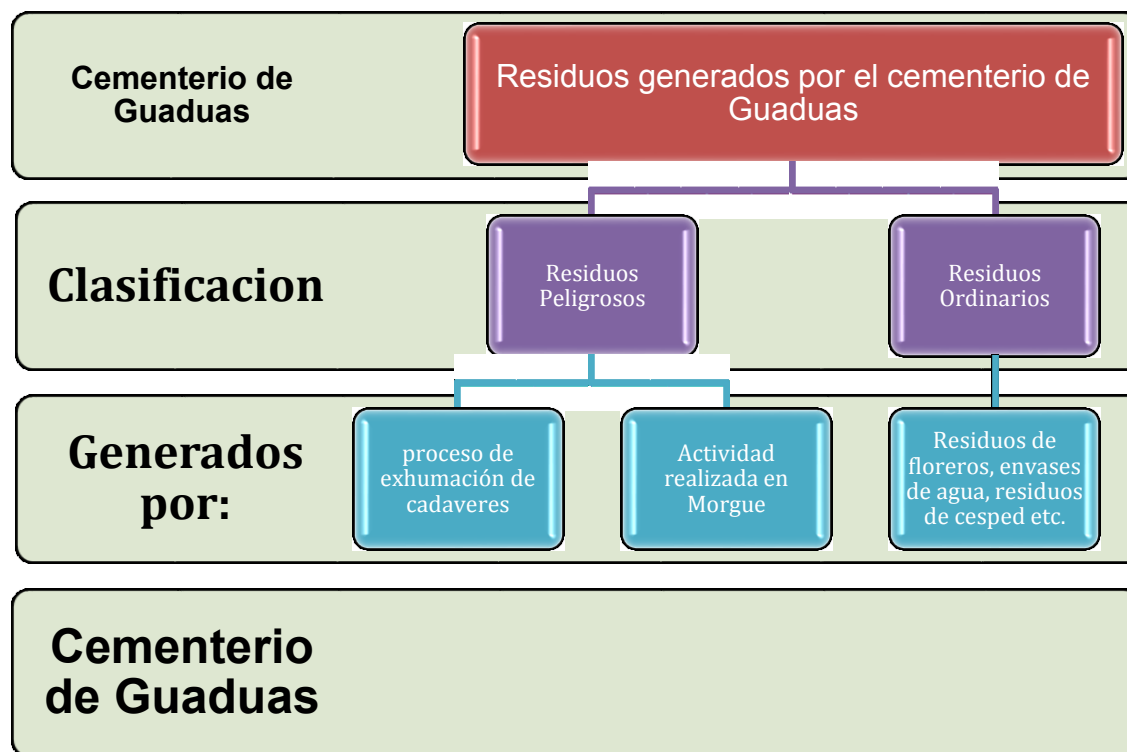 Cementerio de
Guaduas
Residuos generados por el cementerio de
Guaduas
Clasificacion
Residuos
Peligrosos
Residuos
Ordinarios
Generados
por:
proceso de
exhumación de
cadaveres
Actividad
realizada en
Morgue
Residuos de
floreros, envases
de agua, residuos
de cesped etc.
Cementerio
de Guaduas